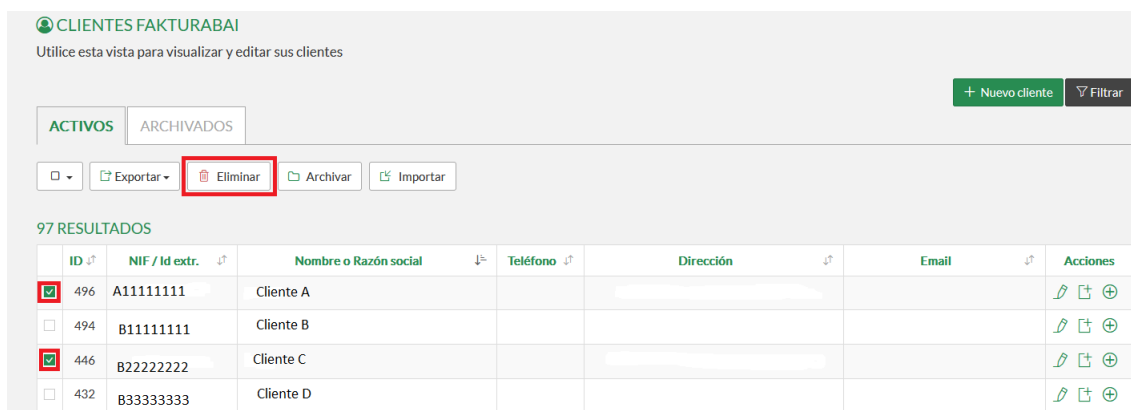 CLIENTES FAKTURABAI
Utilice esta vista para visualizar y editar sus clientes
+ Nuevo cliente Filtrar
ACTIVOS ARCHIVADOS
Exportar Eliminar Archivar Importar
97 RESULTADOS
ID NIF / Id extr. Nombre o Razón social Teléfono Dirección Email Acciones
496 A11111111 Cliente A
494 B11111111 Cliente B
446 B22222222 Cliente C
432 B33333333 Cliente D